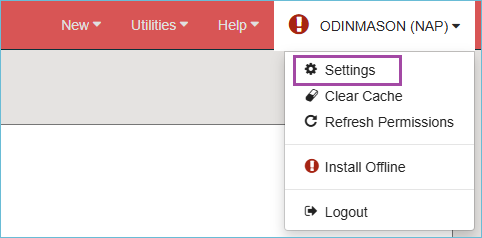 New Utilities Help ODINMASON (NAP)
Settings
Clear Cache
Refresh Permissions
Install Offline
Logout